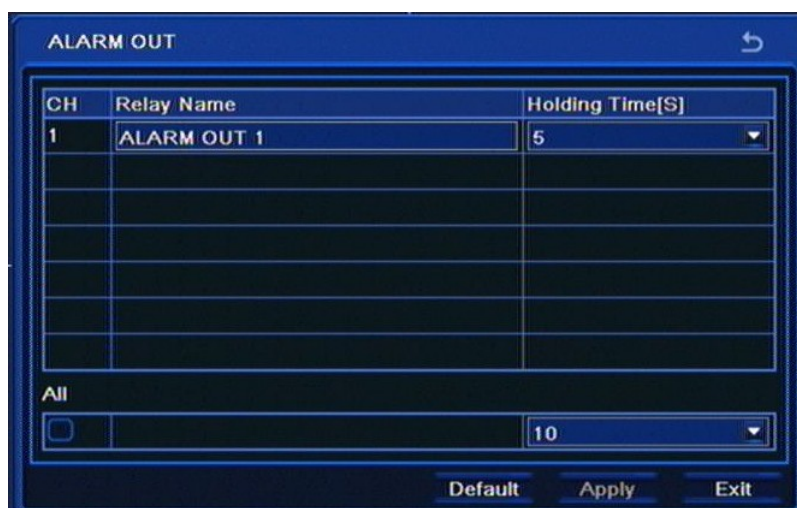 ALARM OUT
CH Relay Name Holding Time[S]
1 ALARM OUT 1 5
All
10
Default Apply Exit